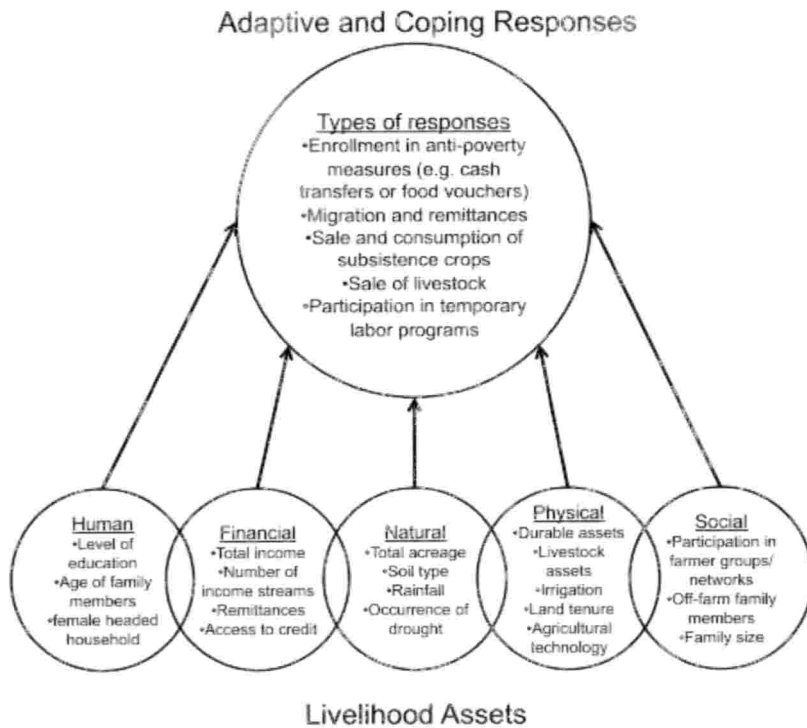 Adaptive and Coping Responses
Types of responses
•Enrollment in anti-poverty
measures (e.g. cash
transfers or food vouchers)
•Migration and remittances
•Sale and consumption of
subsistence crops
•Sale of livestock
•Participation in temporary
labor programs
Human
•Level of
education
•Age of family
members
•female headed
household
Financial
•Total income
•Number of
income streams
•Remittances
•Access to credit
Natural
•Total acreage
•Soil type
•Rainfall
•Occurrence of
drought
Physical
•Durable assets
•Livestock
assets
•Irrigation
•Land tenure
•Agricultural
technology
Social
•Participation in
farmer groups/
networks
•Off-farm family
members
•Family size
Livelihood Assets